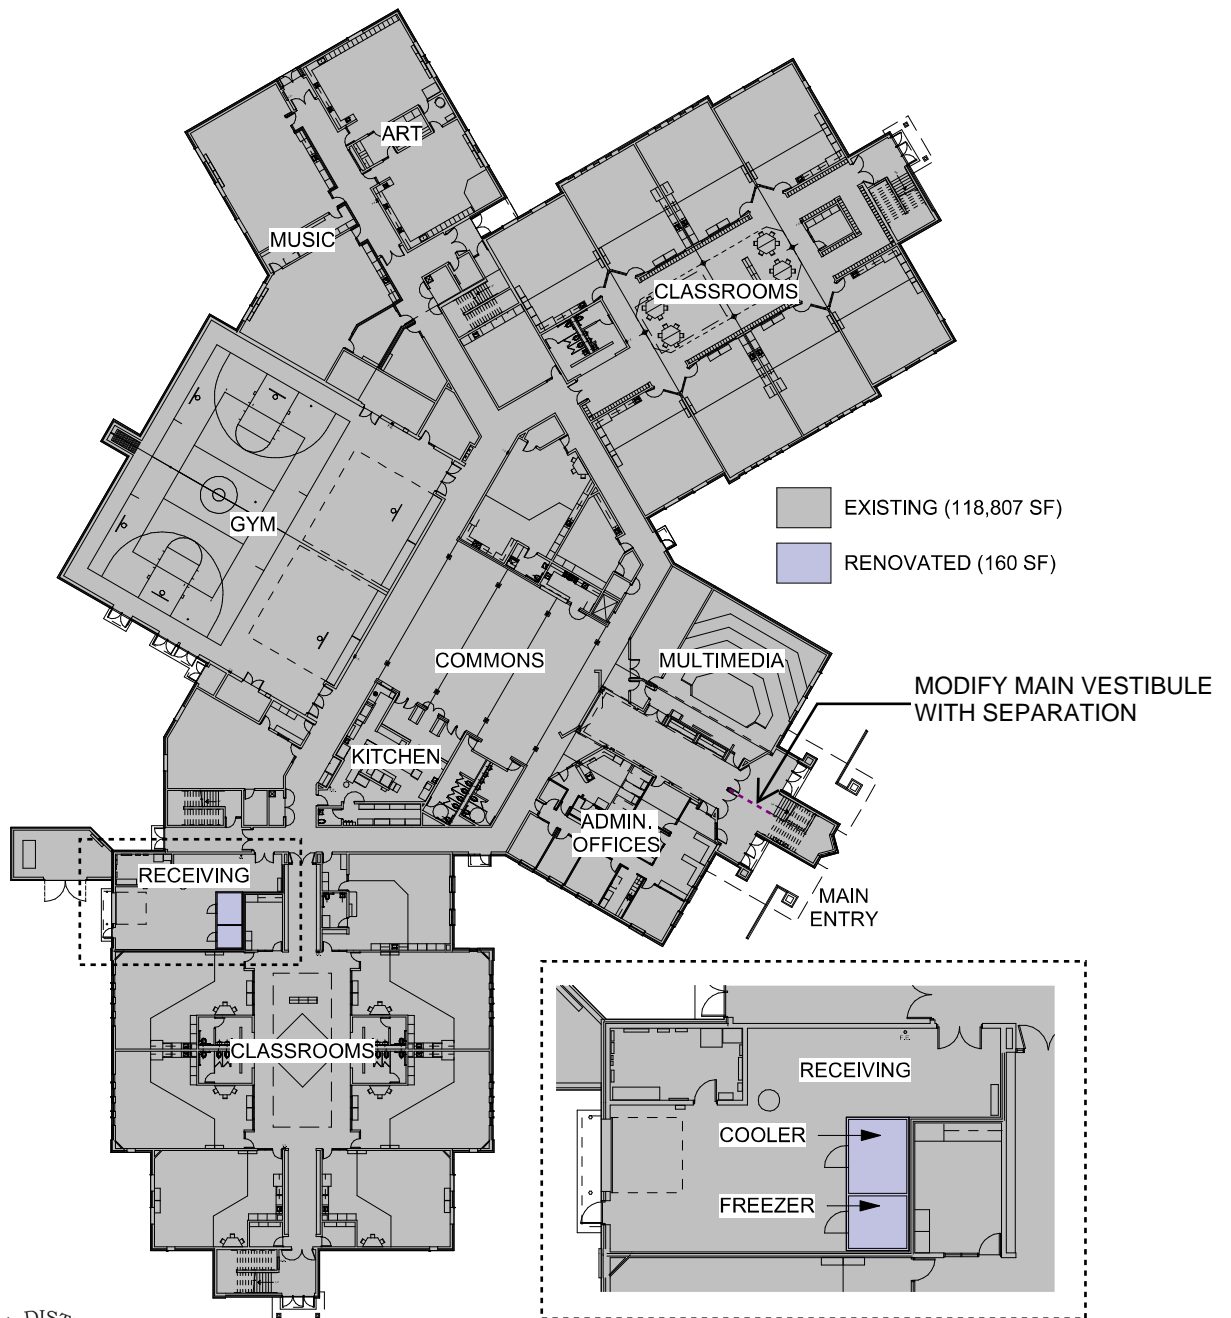 ART
MUSIC
CLASSROOMS
EXISTING (118,807 SF)
GYM
RENOVATED (160 SF)
COMMONS
MULTIMEDIA
MODIFY MAIN VESTIBULE
WITH SEPARATION
KITCHEN
ADMIN.
OFFICES
RECEIVING
MAIN
ENTRY
CLASSROOMS
RECEIVING
COOLER
FREEZER
DIST